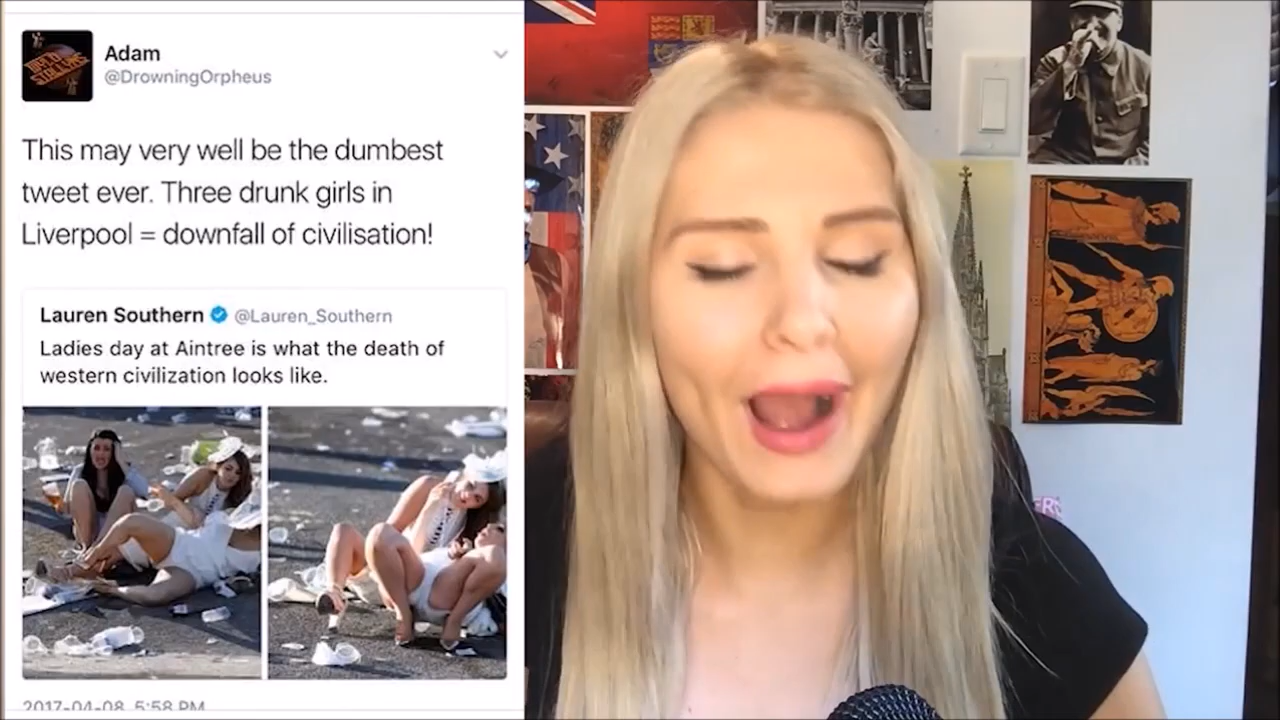 Adam
@DrowningOrpheus
This may very well be the dumbest
tweet ever. Three drunk girls in
Liverpool = downfall of civilisation!
Lauren Southern @Lauren_Southern
Ladies day at Aintree is what the death of
western civilization looks like.
2017-04-08, 5:58 PM